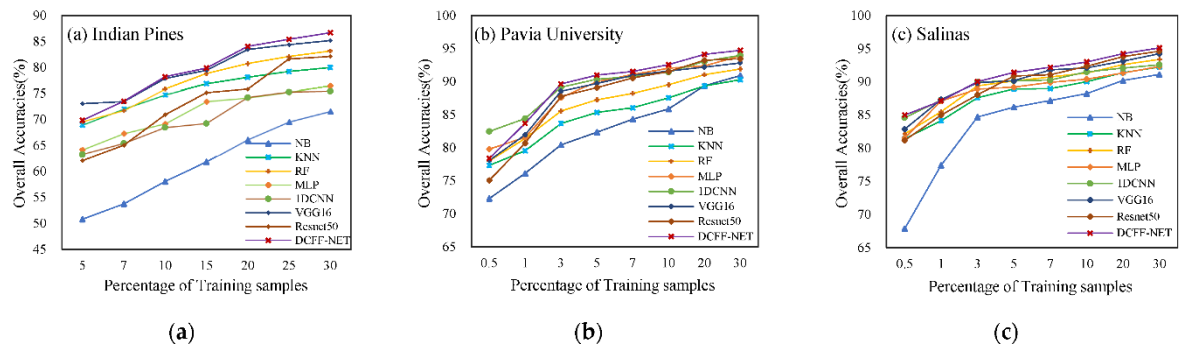 (a) Indian Pines
Overall Accuracies(%)
90
85
80
75
70
65
60
55
50
45
5 7 10 15 20 25 30
Percentage of Training samples
NB
KNN
RF
MLP
1DCNN
VGG16
Resnet50
DCFF-NET
(a)
(b) Pavia University
Overall Accuracies(%)
100
95
90
85
80
75
70
65
0.5 1 3 5 7 10 20 30
Percentage of Training samples
NB
KNN
RF
MLP
1DCNN
VGG16
Resnet50
DCFF-NET
(b)
(c) Salinas
Overall Accuracies(%)
100
95
90
85
80
75
70
65
0.5 1 3 5 7 10 20 30
Percentage of Training samples
NB
KNN
RF
MLP
1DCNN
VGG16
Resnet50
DCFF-NET
(c)